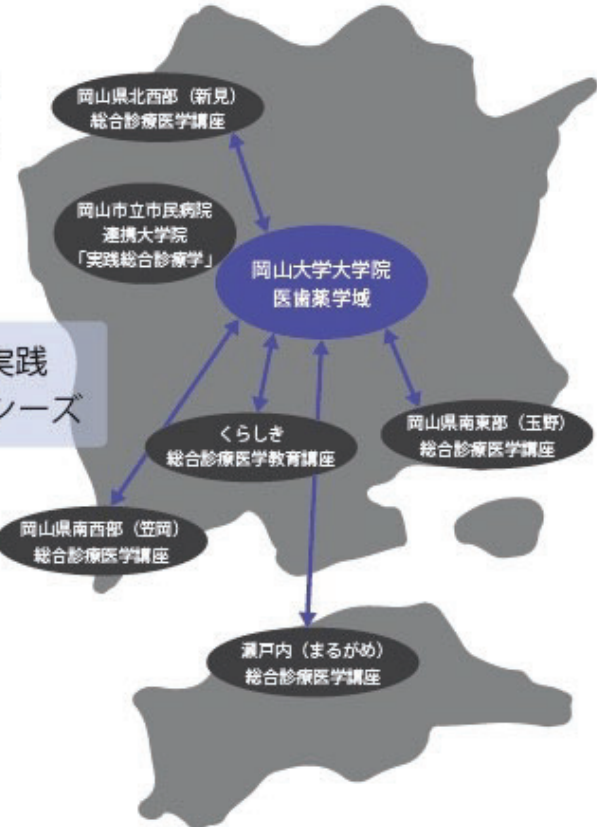 岡山県北西部（新見）
総合診療医学講座
岡山市立市民病院
連携大学院
「実践総合診療学」
岡山大学大学院
医歯薬学域
実践
シーズ
くらしき
総合診療医学教育講座
岡山県南東部（玉野）
総合診療医学講座
岡山県南西部（笠岡）
総合診療医学講座
瀬戸内（まるがめ）
総合診療医学講座